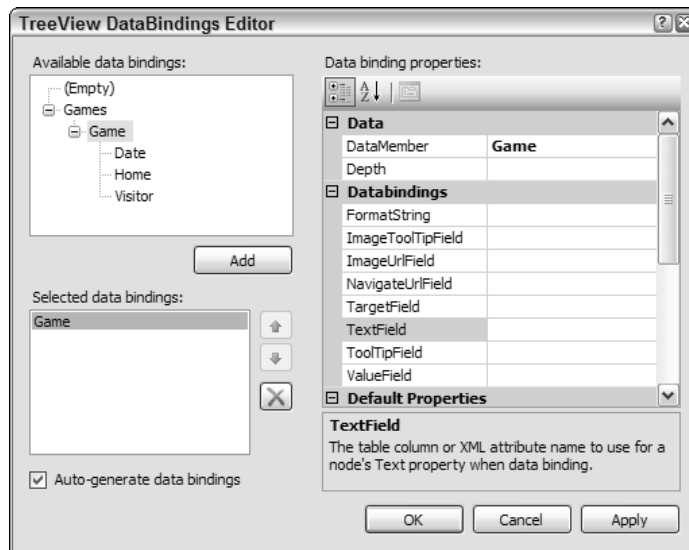 TreeView DataBindings Editor
Available data bindings:
(Empty)
Games
Game
Date
Home
Visitor
Add
Selected data bindings:
Game
Auto-generate data bindings
Data binding properties:
Data
DataMember Game
Depth
Databindings
FormatString
ImageToolTipField
ImageUrlField
NavigateUrlField
TargetField
TextField
ToolTipField
ValueField
Default Properties
TextField
The table column or XML attribute name to use for a
node's Text property when data binding.
OK Cancel Apply